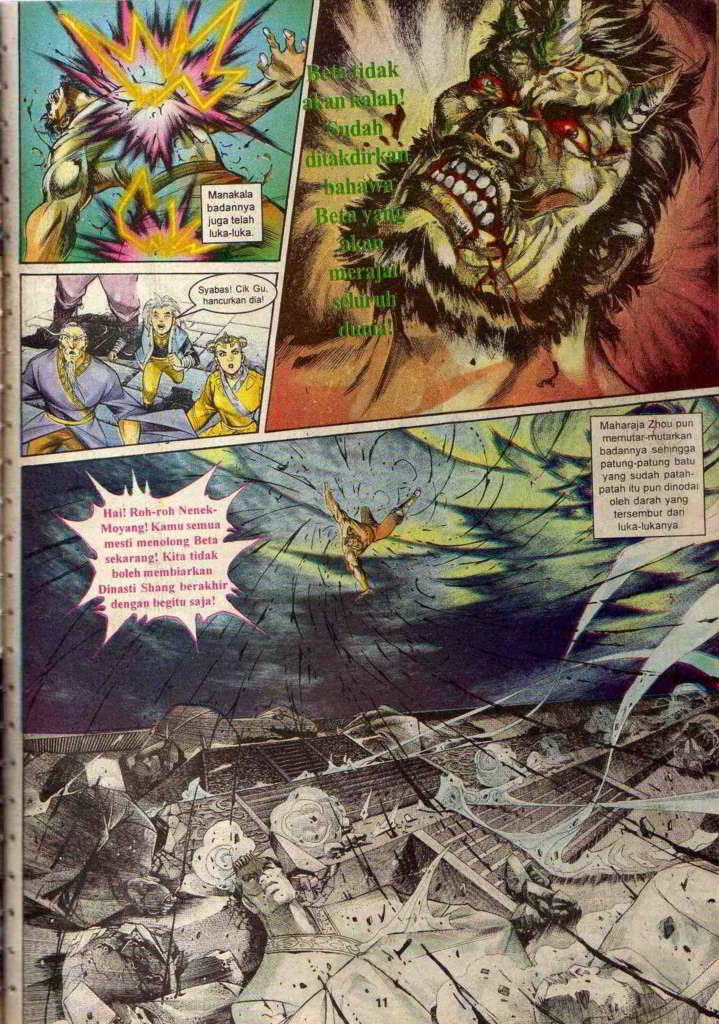 Manakala
badannya
juga telah
luka-luka.
Beta tidak
akan kalah!
Sudah
ditakdirkan
bahawa
Beta yang
akan
merajai
seluruh
dunia!
Syabas! Cik Gu,
hancurkan dia!
Maharaja Zhou pun
memutar-mutarkan
badannya sehingga
patung-patung batu
yang sudah patah-
patah itu pun dinodai
oleh darah yang
tersembur dari
luka-lukanya.
Hai! Roh-roh Nenek-
Moyang! Kamu semua
mesti menolong Beta
sekarang! Kita tidak
boleh membiarkan
Dinasti Shang berakhir
dengan begitu saja!
11